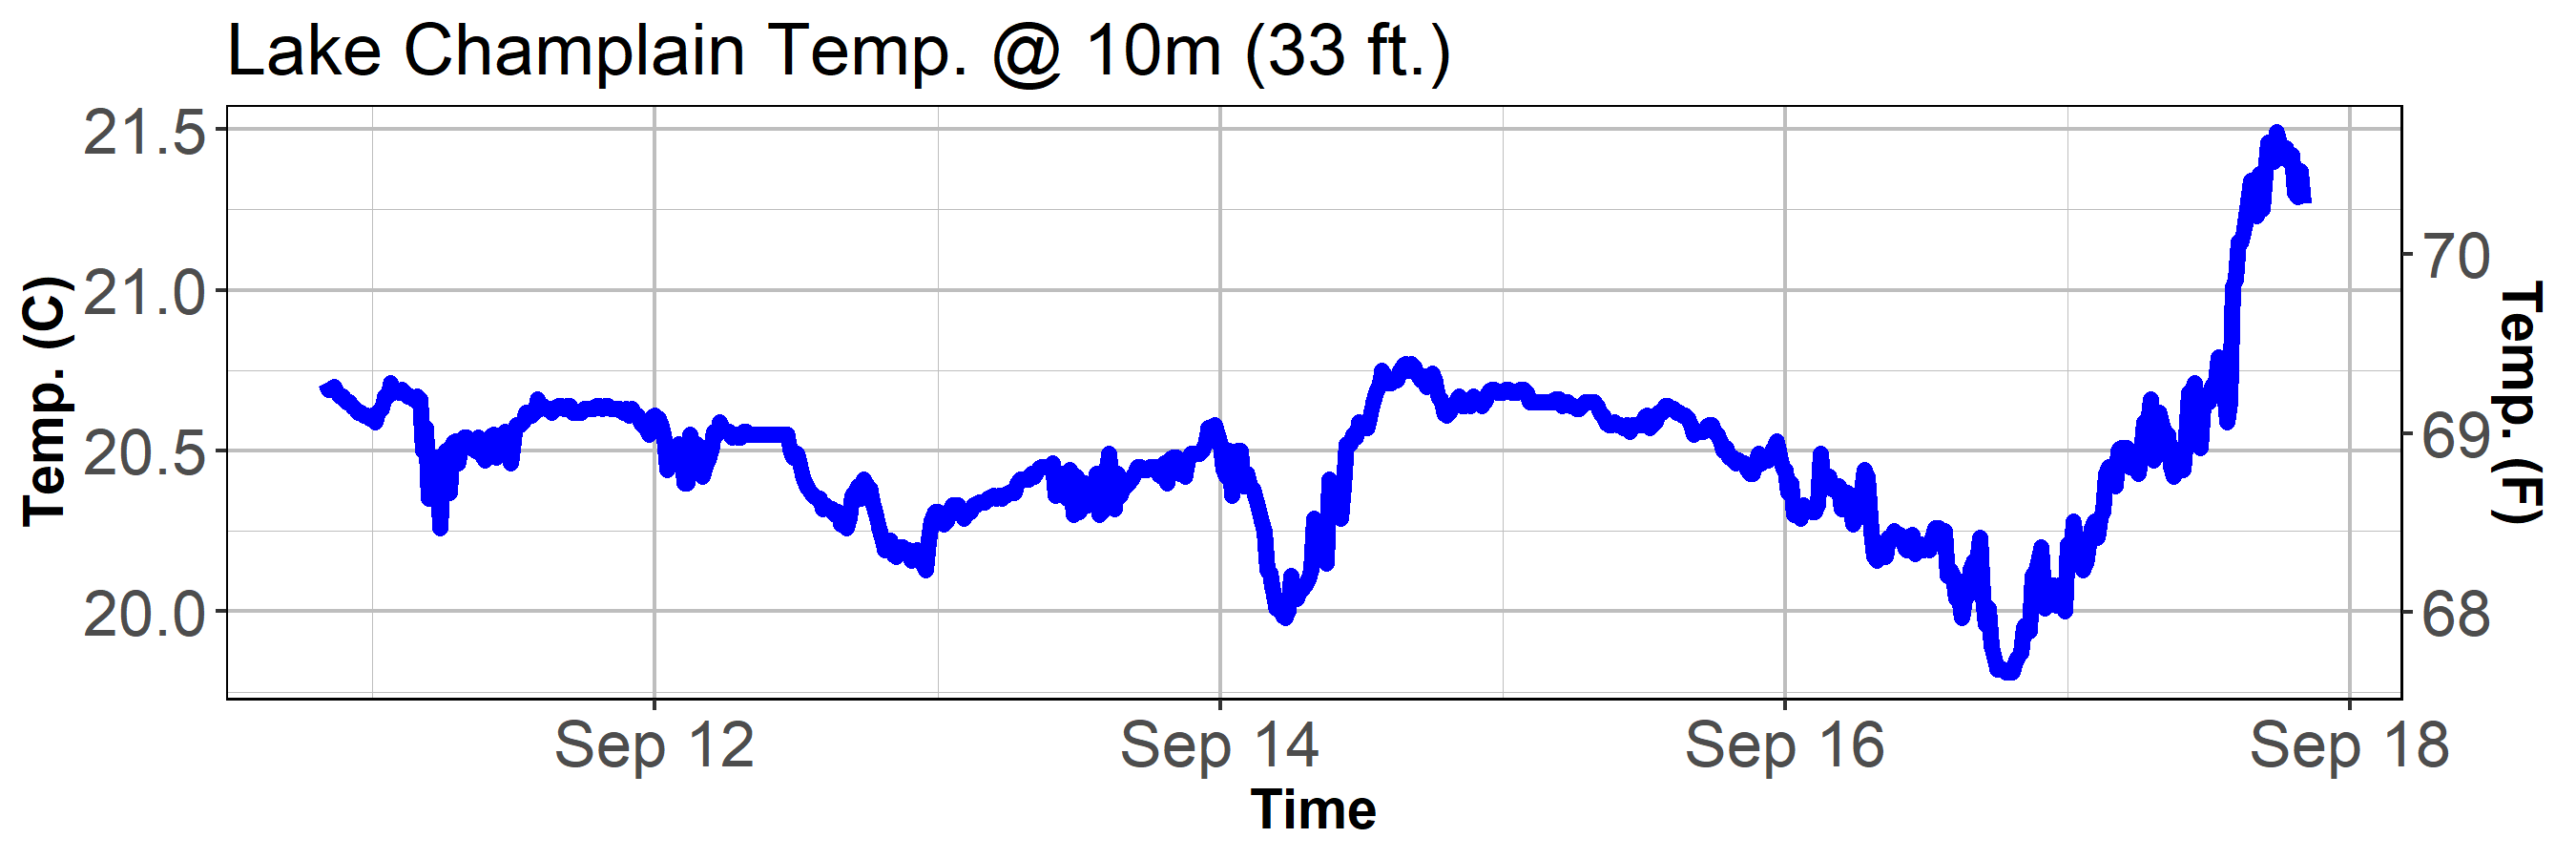 Lake Champlain Temp. @ 10m (33 ft.)
21.5
21.0
20.5
20.0
Temp. (C)
70
69
68
Temp. (F)
Sep 12
Sep 14
Sep 16
Sep 18
Time